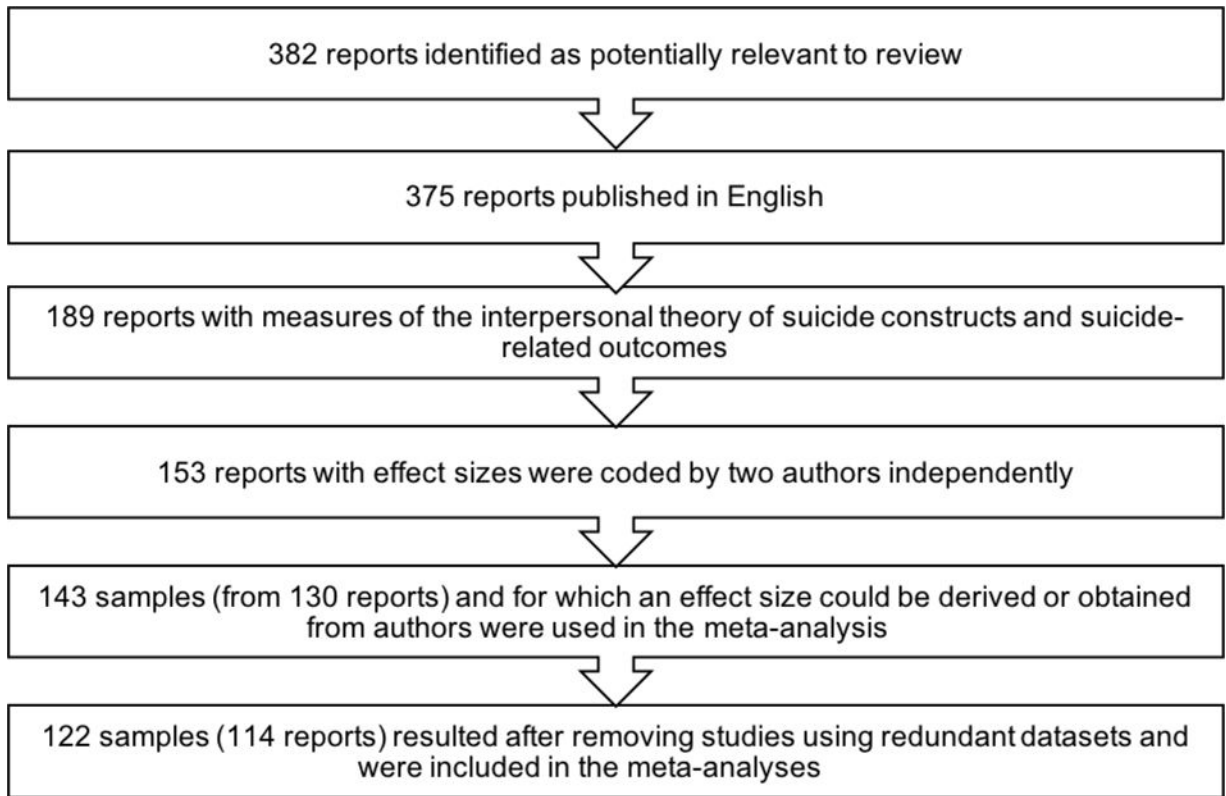 382 reports identified as potentially relevant to review
375 reports published in English
189 reports with measures of the interpersonal theory of suicide constructs and suicide-
related outcomes
153 reports with effect sizes were coded by two authors independently
143 samples (from 130 reports) and for which an effect size could be derived or obtained
from authors were used in the meta-analysis
122 samples (114 reports) resulted after removing studies using redundant datasets and
were included in the meta-analyses